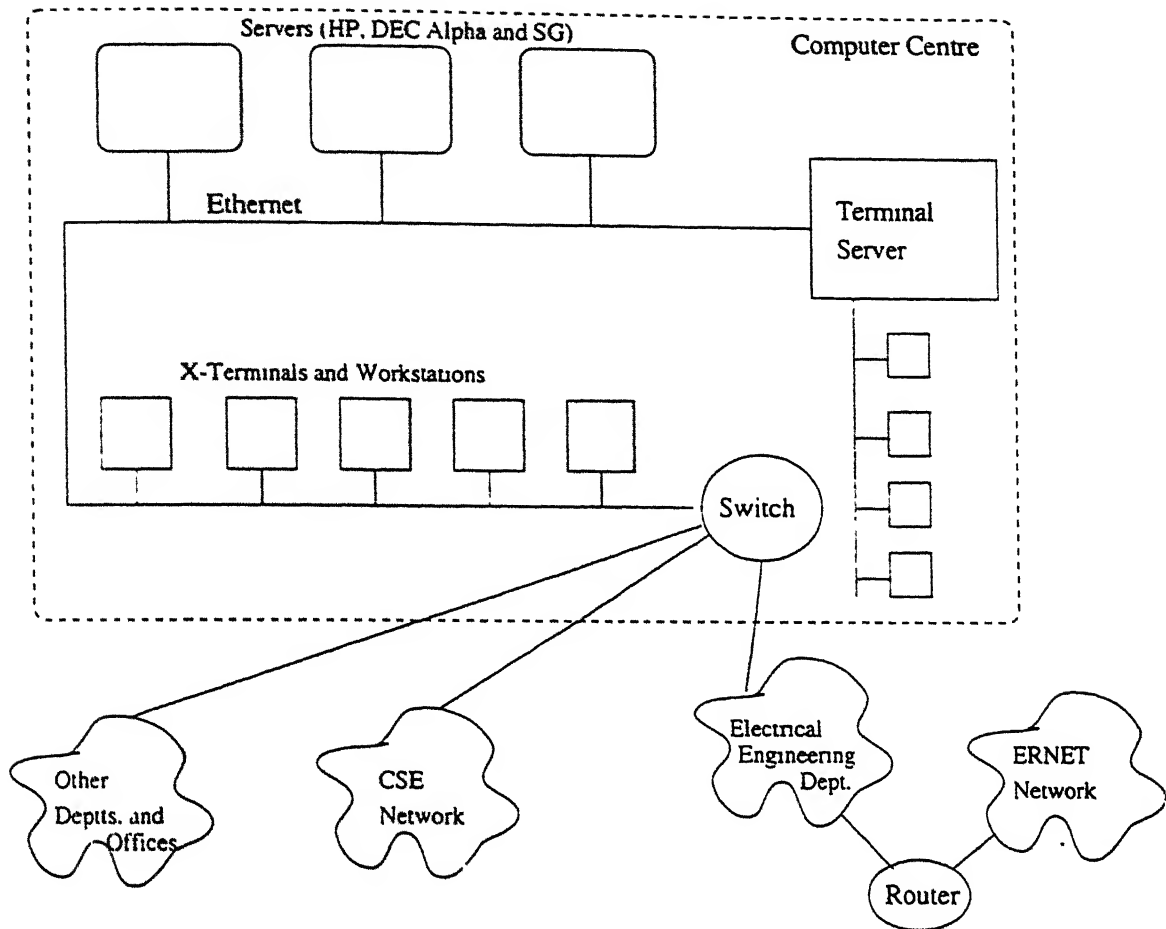 Servers (HP, DEC Alpha and SG)
Computer Centre
Ethernet
Terminal
Server
X-Terminals and Workstations
Switch
Other
Deptts. and
Offices
CSE
Network
Electrical
Engineering
Dept.
ERNET
Network
Router